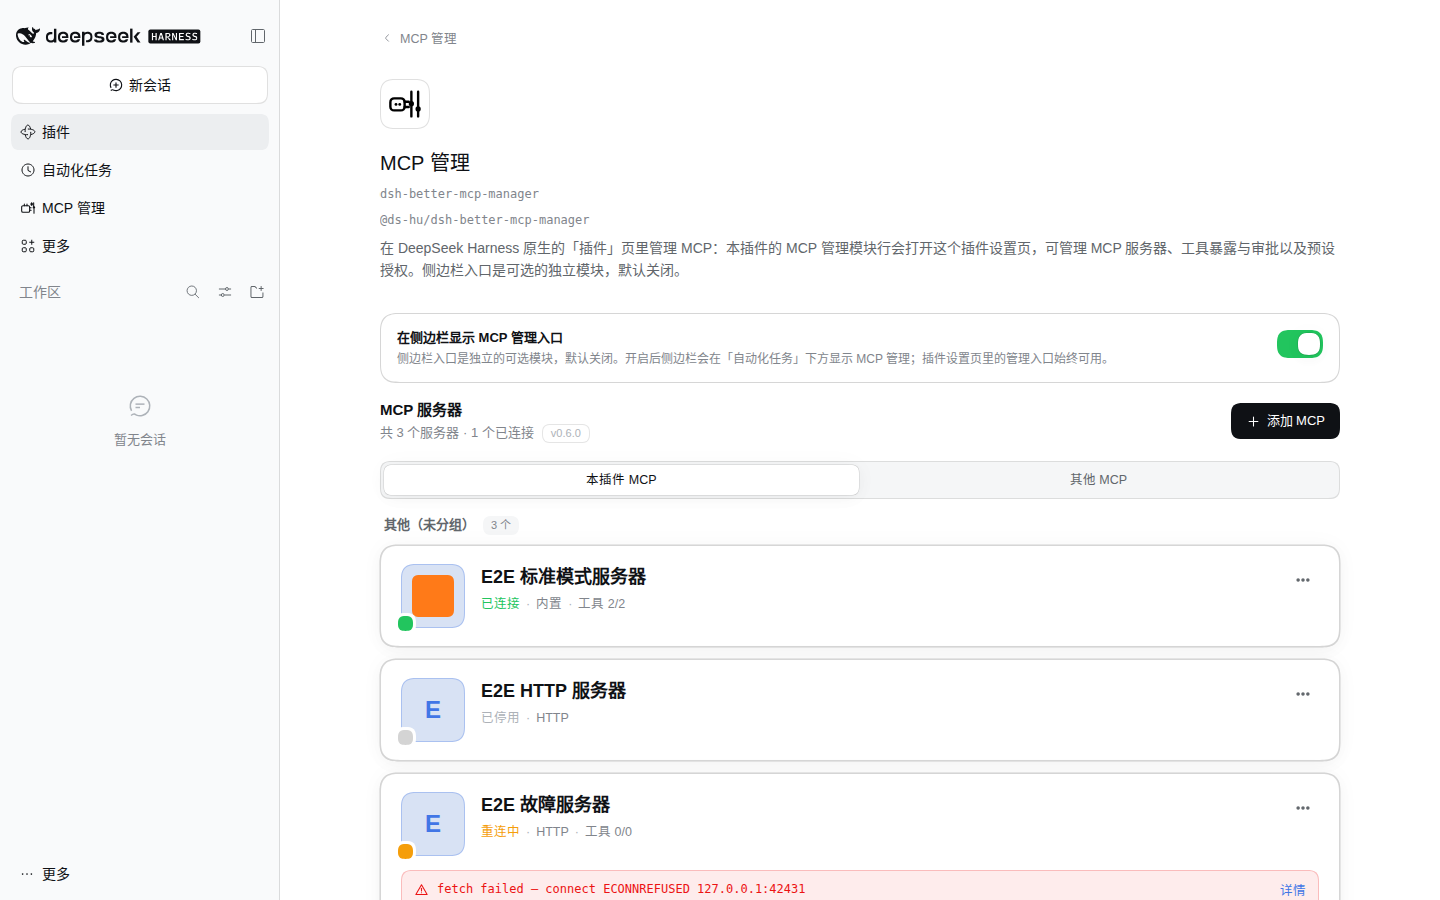 deepseek HARNESS
新会话
插件
自动化任务
MCP 管理
更多
工作区
暂无会话
更多
MCP 管理
MCP 管理
dsh-better-mcp-manager
@ds-hu/dsh-better-mcp-manager
在 DeepSeek Harness 原生的「插件」页里管理 MCP：本插件的 MCP 管理模块行会打开这个插件设置页，可管理 MCP 服务器、工具暴露与审批以及预设
授权。侧边栏入口是可选的独立模块，默认关闭。
在侧边栏显示 MCP 管理入口
侧边栏入口是独立的可选模块，默认关闭。开启后侧边栏会在「自动化任务」下方显示 MCP 管理；插件设置页里的管理入口始终可用。
MCP 服务器
共 3 个服务器 · 1 个已连接 v0.6.0
添加 MCP
本插件 MCP
其他 MCP
其他（未分组） 3 个
E2E 标准模式服务器
已连接 · 内置 · 工具 2/2
E
E2E HTTP 服务器
已停用 · HTTP
E
E2E 故障服务器
重连中 · HTTP · 工具 0/0
fetch failed — connect ECONNREFUSED 127.0.0.1:42431
详情